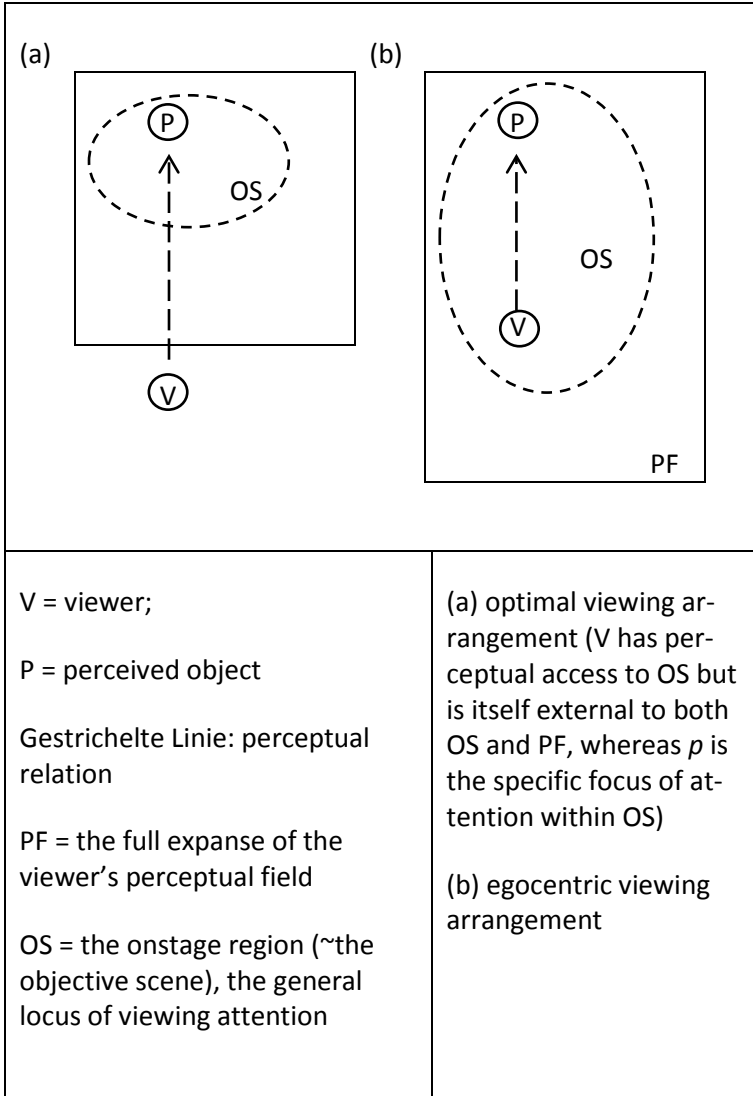 (a)
(b)
P
P
OS
OS
V
V
PF
V = viewer;
P = perceived object
Gestrichelte Linie: perceptual
relation
PF = the full expanse of the
viewer’s perceptual field
OS = the onstage region (~the
objective scene), the general
locus of viewing attention
(a) optimal viewing ar-
rangement (V has per-
ceptual access to OS but
is itself external to both
OS and PF, whereas p is
the specific focus of at-
tention within OS)
(b) egocentric viewing
arrangement